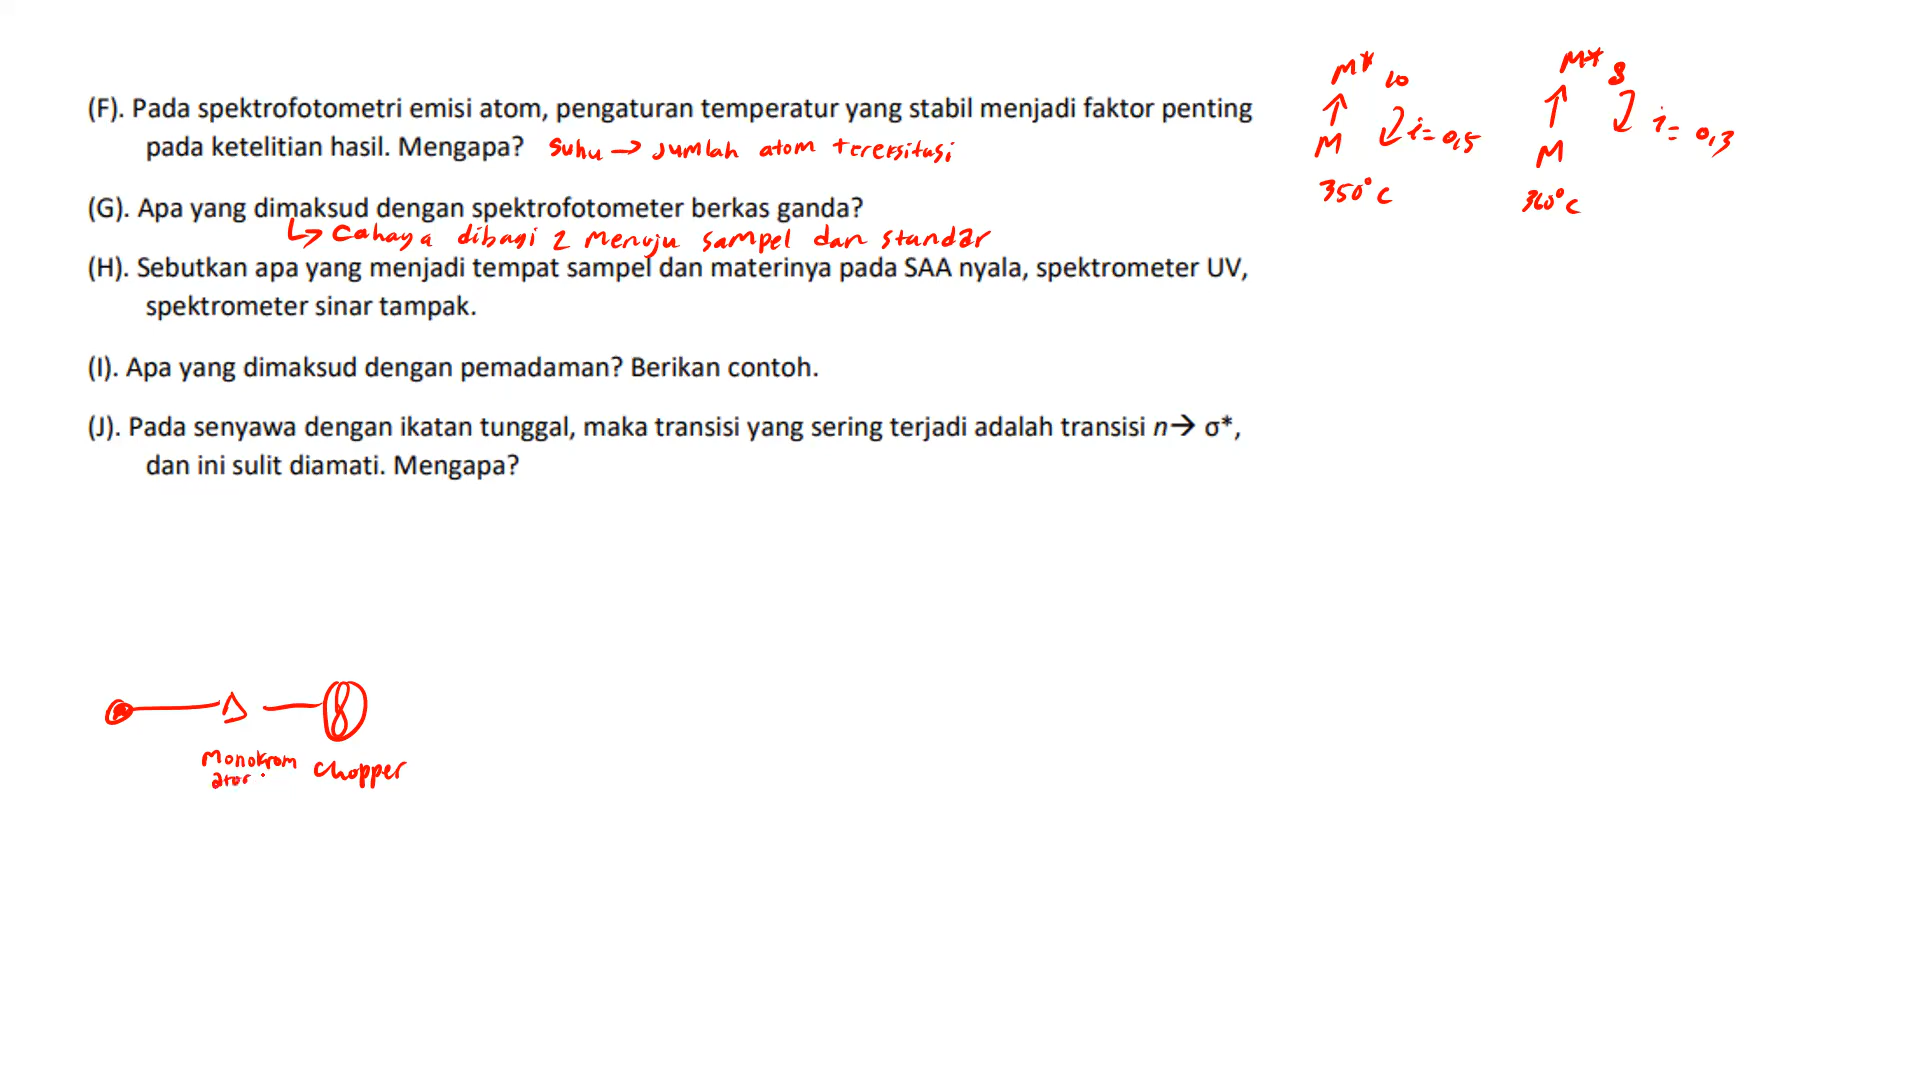 (F). Pada spektrofotometri emisi atom, pengaturan temperatur yang stabil menjadi faktor penting
pada ketelitian hasil. Mengapa? Suhu → jumlah atom tereksitasi
(G). Apa yang dimaksud dengan spektrofotometer berkas ganda?
↳ Cahaya dibagi 2 menuju sampel dan standar
(H). Sebutkan apa yang menjadi tempat sampel dan materinya pada SAA nyala, spektrometer UV,
spektrometer sinar tampak.
(I). Apa yang dimaksud dengan pemadaman? Berikan contoh.
(J). Pada senyawa dengan ikatan tunggal, maka transisi yang sering terjadi adalah transisi n→ σ*,
dan ini sulit diamati. Mengapa?
M* 10
↑
M i= 0,5
350°C
M* 8
↑
M i= 0,3
360°C
Monokrom
ator
Chopper